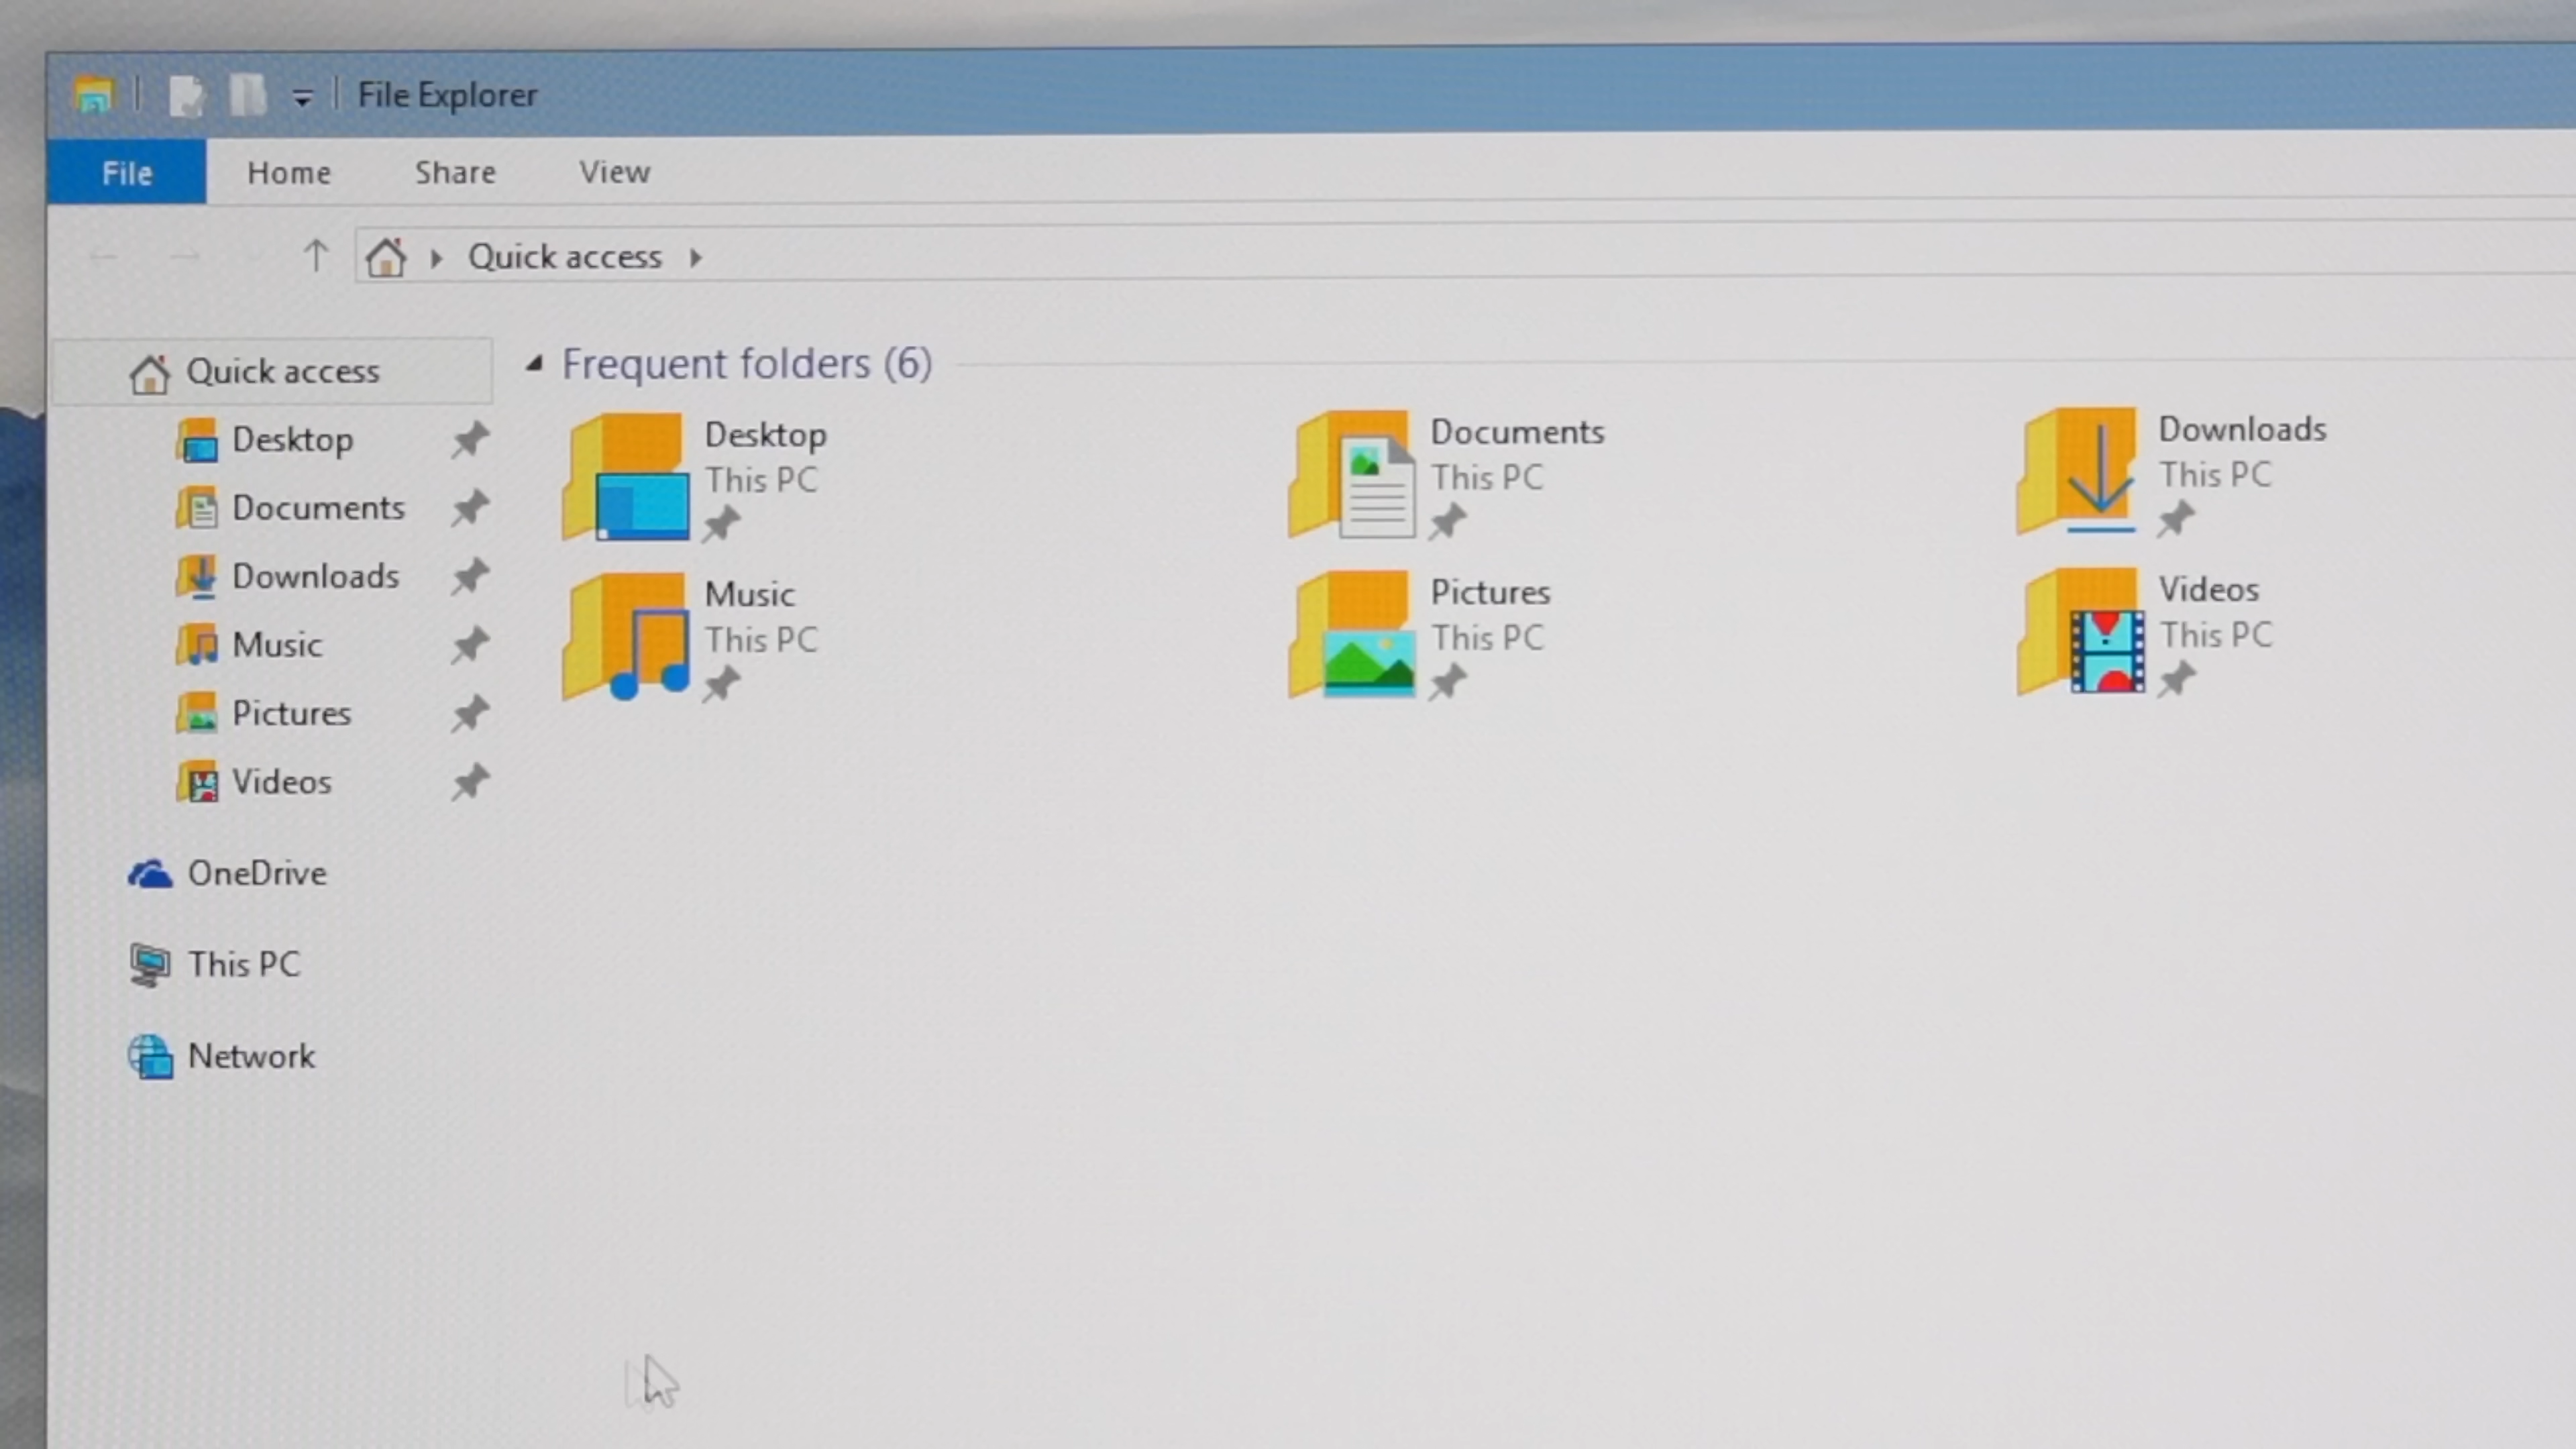 File Explorer
File Home Share View
Quick access
Quick access
Desktop
Documents
Downloads
Music
Pictures
Videos
OneDrive
This PC
Network
Frequent folders (6)
Desktop
This PC
Documents
This PC
Downloads
This PC
Music
This PC
Pictures
This PC
Videos
This PC